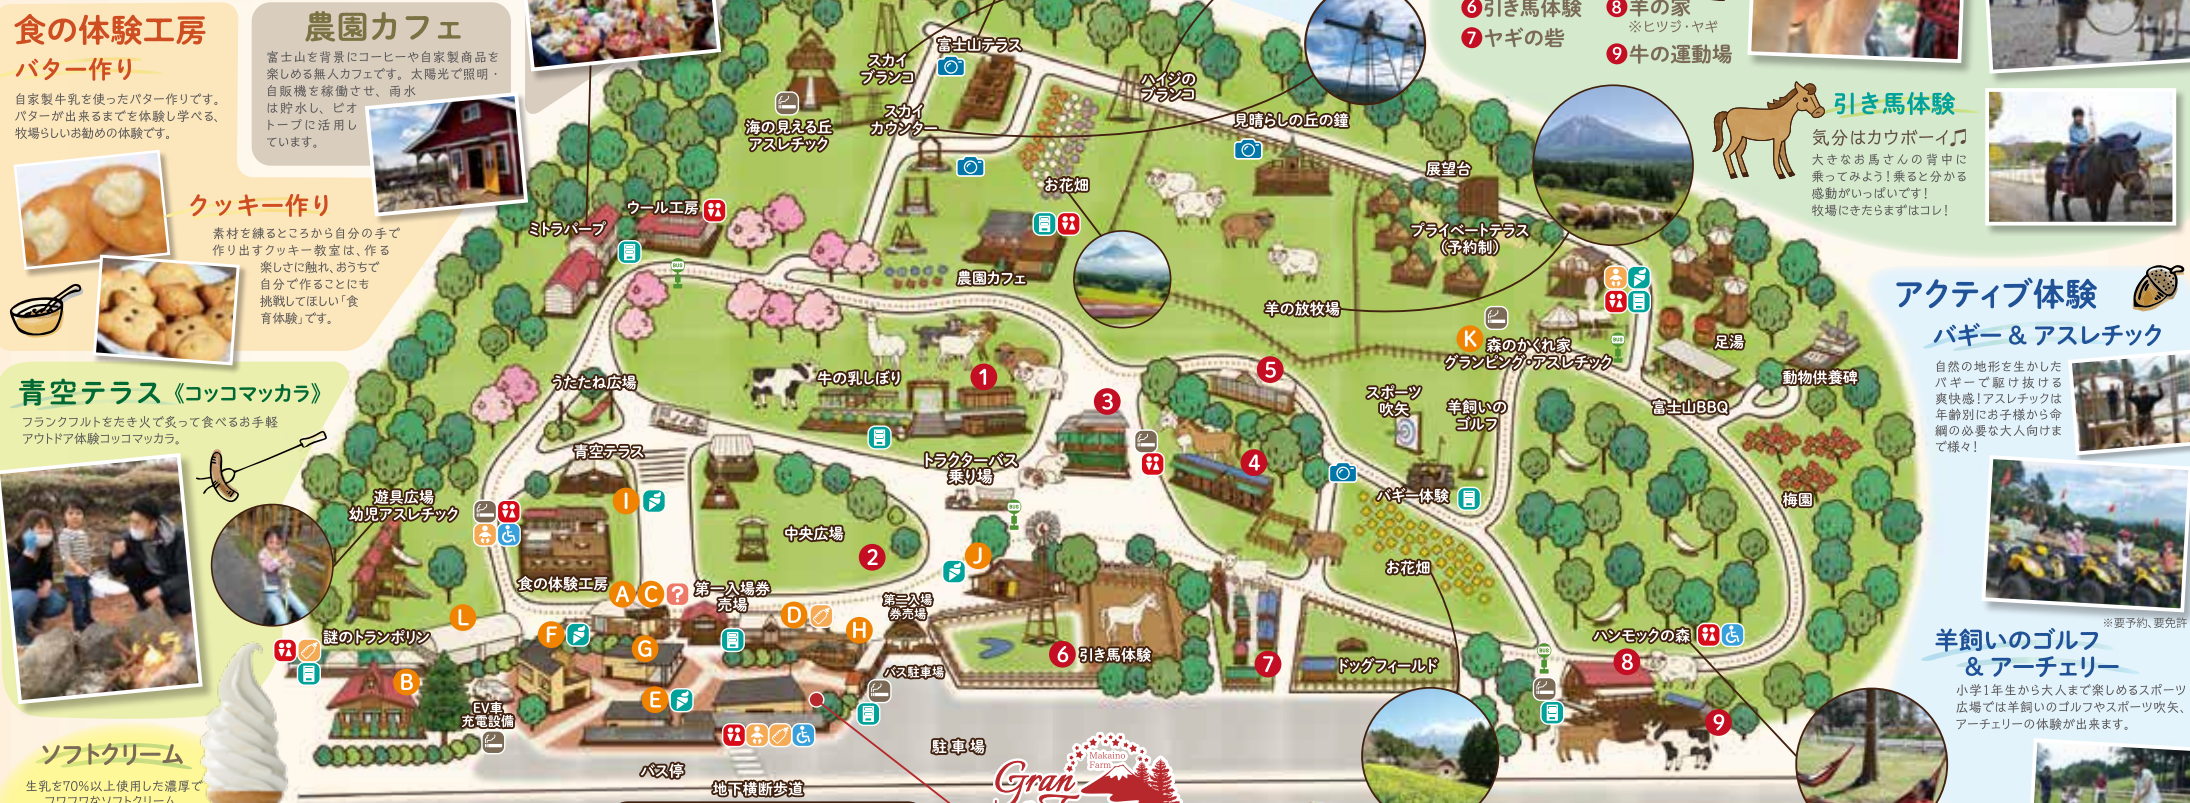 食の体験工房
バター作り
自家製牛乳を使ったバター作りです。
バターが出来るまでを体験し学べる、
牧場らしいお勧めの体験です。
農園カフェ
富士山を背景にコーヒーや自家製商品を
楽しめる無人カフェです。太陽光で照明・
自販機を稼働させ、雨水
は貯水し、ビオ
トープに活用し
ています。
クッキー作り
素材を練るところから自分の手で
作り出すクッキー教室は、作る
楽しさに触れ、おうちで
自分で作ることにも
挑戦してほしい「食
育体験」です。
青空テラス《コッコマッカラ》
フランクフルトをたき火で炙って食べるお手軽
アウトドア体験コッコマッカラ。
ソフトクリーム
生乳を70%以上使用した濃厚で
フワフワなソフトクリーム
6 引き馬体験
7 ヤギの砦
8 羊の家
※ヒツジ・ヤギ
9 牛の運動場
引き馬体験
気分はカウボーイ♫
大きなお馬さんの背中に
乗ってみよう!乗ると分かる
感動がいっぱいです!
牧場にきたらまずはコレ!
アクティブ体験
バギー & アスレチック
自然の地形を生かした
バギーで駆け抜ける
爽快感!アスレチックは
年齢別にお子様から命
綱の必要な大人向けま
で様々!
※要予約、要免許
羊飼いのゴルフ
& アーチェリー
小学1年生から大人まで楽しめるスポーツ
広場では羊飼いのゴルフやスポーツ吹矢、
アーチェリーの体験が出来ます。
富士山テラス
スカイ
ブランコ
ハイジの
ブランコ
スカイ
カウンター
海の見える丘
アスレチック
見晴らしの丘の鐘
展望台
お花畑
ウール工房
ミトラバープ
BUS
農園カフェ
プライベートテラス
(予約制)
羊の放牧場
K
森のかくれ家
グランピング・アスレチック
BUS
足湯
動物供養碑
富士山BBQ
梅園
うたたね広場
牛の乳しぼり
1
3
5
4
スポーツ
吹矢
羊飼いの
ゴルフ
バギー体験
青空テラス
I
トラクターバス
乗り場
BUS
遊具広場
幼児アスレチック
中央広場
2
J
お花畑
食の体験工房
A
C
?
第一入場券
売場
D
H
第二入場
券売場
L
F
G
謎のトランポリン
B
E
EV車
充電設備
バス駐車場
6
引き馬体験
7
ドッグフィールド
BUS
ハンモックの森
8
9
駐車場
バス停
地下横断歩道
Makaino
Farm
Gran